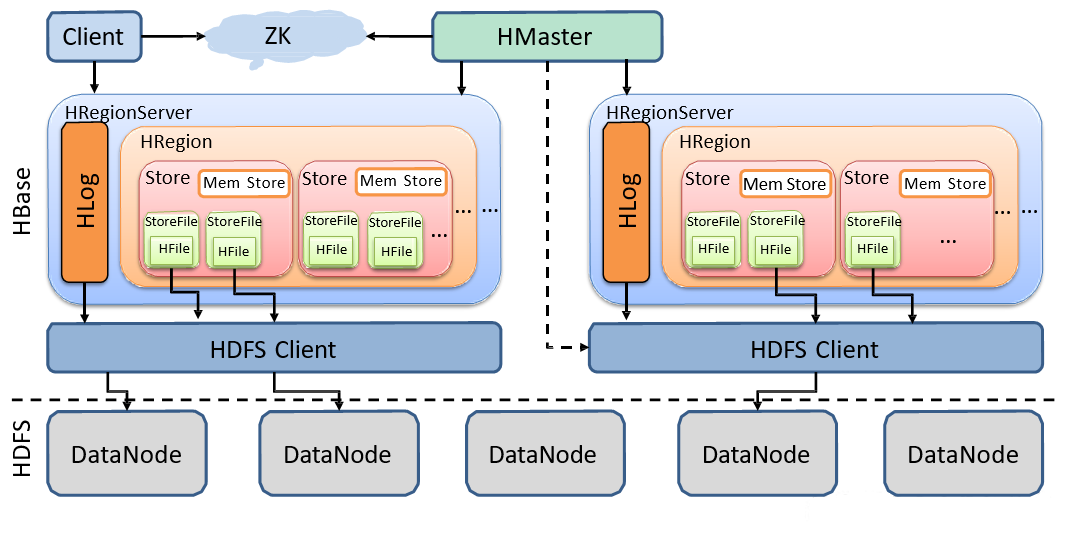 Client
ZK
HMaster
HBase
HRegionServer
HLog
HRegion
Store
Mem Store
StoreFile
HFile
StoreFile
HFile
Store
Mem Store
StoreFile
HFile
StoreFile
HFile
...
... ...
HRegionServer
HLog
HRegion
Store
Mem Store
StoreFile
HFile
StoreFile
HFile
Store
Mem Store
StoreFile
HFile
...
... ...
HDFS Client
HDFS Client
HDFS
DataNode
DataNode
DataNode
DataNode
DataNode